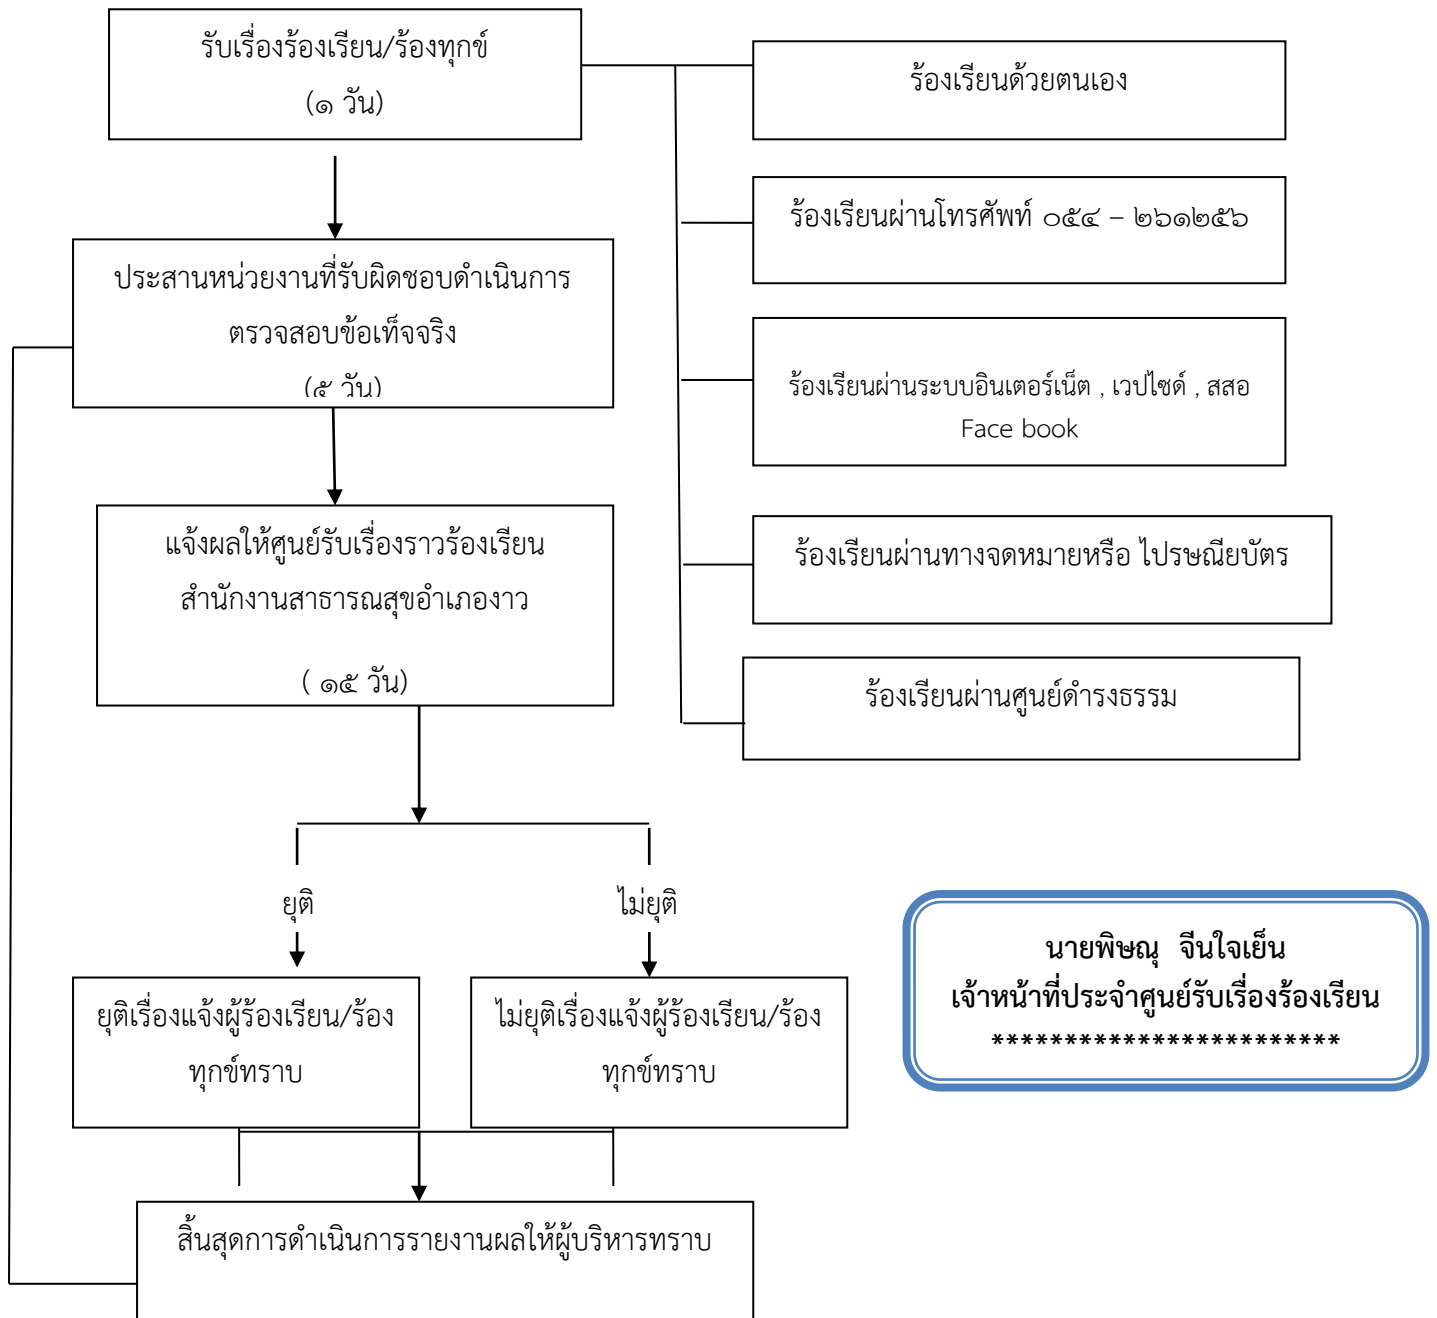 รับเรื่องร้องเรียน/ร้องทุกข์
(๑ วัน)
ร้องเรียนด้วยตนเอง
ร้องเรียนผ่านโทรศัพท์ ๐๕๔ – ๒๖๑๒๕๖
ประสานหน่วยงานที่รับผิดชอบดำเนินการ
ตรวจสอบข้อเท็จจริง
(๕ วัน)
ร้องเรียนผ่านระบบอินเตอร์เน็ต , เวปไซด์ , สสอ
Face book
แจ้งผลให้ศูนย์รับเรื่องราวร้องเรียน
สำนักงานสาธารณสุขอำเภองาว
( ๑๕ วัน)
ร้องเรียนผ่านทางจดหมายหรือ ไปรษณียบัตร
ร้องเรียนผ่านศูนย์ดำรงธรรม
ยุติ
ไม่ยุติ
ยุติเรื่องแจ้งผู้ร้องเรียน/ร้อง
ทุกข์ทราบ
ไม่ยุติเรื่องแจ้งผู้ร้องเรียน/ร้อง
ทุกข์ทราบ
นายพิษณุ จีนใจเย็น
เจ้าหน้าที่ประจำศูนย์รับเรื่องร้องเรียน
************************
สิ้นสุดการดำเนินการรายงานผลให้ผู้บริหารทราบ